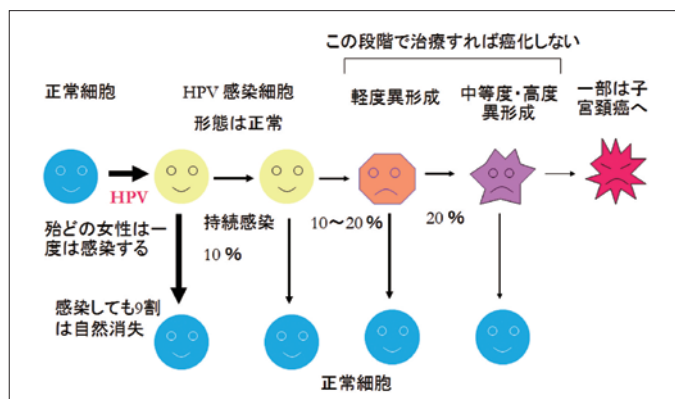 この段階で治療すれば癌化しない
正常細胞
HPV 感染細胞
形態は正常
軽度異形成
中等度・高度
異形成
一部は子
宮頸癌へ
HPV
殆どの女性は一
度は感染する
持続感染
10 %
10〜20 %
20 %
感染しても9割
は自然消失
正常細胞